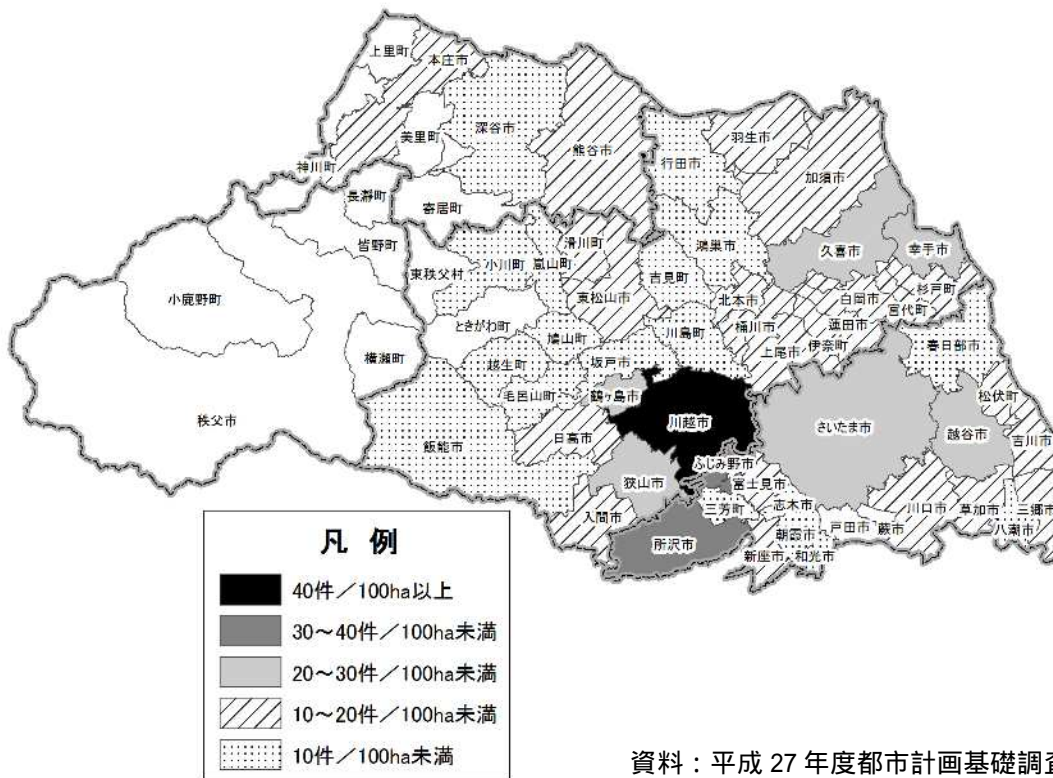 上里町
本庄市
美里町
深谷市
熊谷市
神川町
長瀞町
寄居町
皆野町
行田市
羽生市
加須市
久喜市
幸手市
小鹿野町
東秩父村
小川町
嵐山町
滑川町
吉見町
鴻巣市
東松山市
北本市
白岡市
杉戸町
宮代町
ときがわ町
鳩山町
川島町
桶川市
蓮田市
横瀬町
越生町
坂戸市
上尾市
伊奈町
春日部市
毛呂山町
鶴ヶ島市
松伏町
秩父市
飯能市
日高市
川越市
さいたま市
越谷市
吉川市
狭山市
ふじみ野市
富士見市
入間市
三芳町
志木市
川口市
草加市
三郷市
所沢市
朝霞市
戸田市
蕨市
八潮市
新座市
和光市
凡 例
40件/100ha以上
30~40件/100ha未満
20~30件/100ha未満
10~20件/100ha未満
10件/100ha未満
資料:平成 27 年度都市計画基礎調査